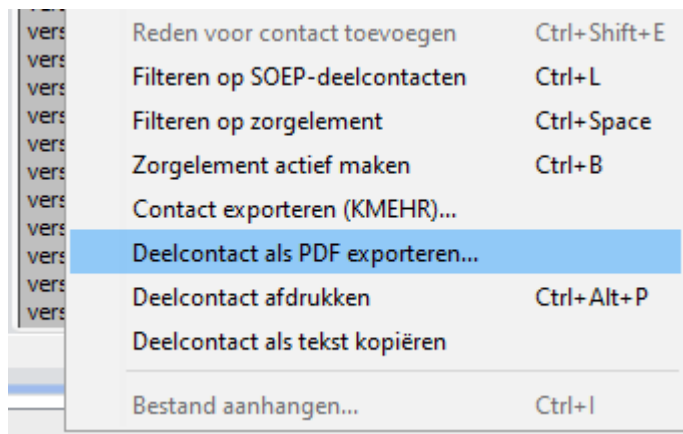 Reden voor contact toevoegen Ctrl+Shift+E
Filteren op SOEP-deelcontacten Ctrl+L
Filteren op zorgelement Ctrl+Space
Zorgelement actief maken Ctrl+B
Contact exporteren (KMEHR)...
Deelcontact als PDF exporteren...
Deelcontact afdrukken Ctrl+Alt+P
Deelcontact als tekst kopiëren
Bestand aanhangen... Ctrl+I